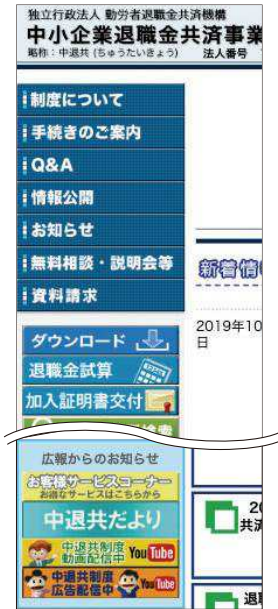 独立行政法人 勤労者退職金共済機構
中小企業退職金共済事業
略称：中退共（ちゅうたいきょう） 法人番号
制度について
手続きのご案内
Q&A
情報公開
お知らせ
無料相談・説明会等
資料請求
新着情
2019年10
日
ダウンロード
退職金試算
加入証明書交付
広報からのお知らせ
お客様サービスコーナー
お得なサービスはこちらから
中退共だより
20
共済
中退共制度
動画配信中 YouTube
中退共制度
広告配信中 YouTube
退職